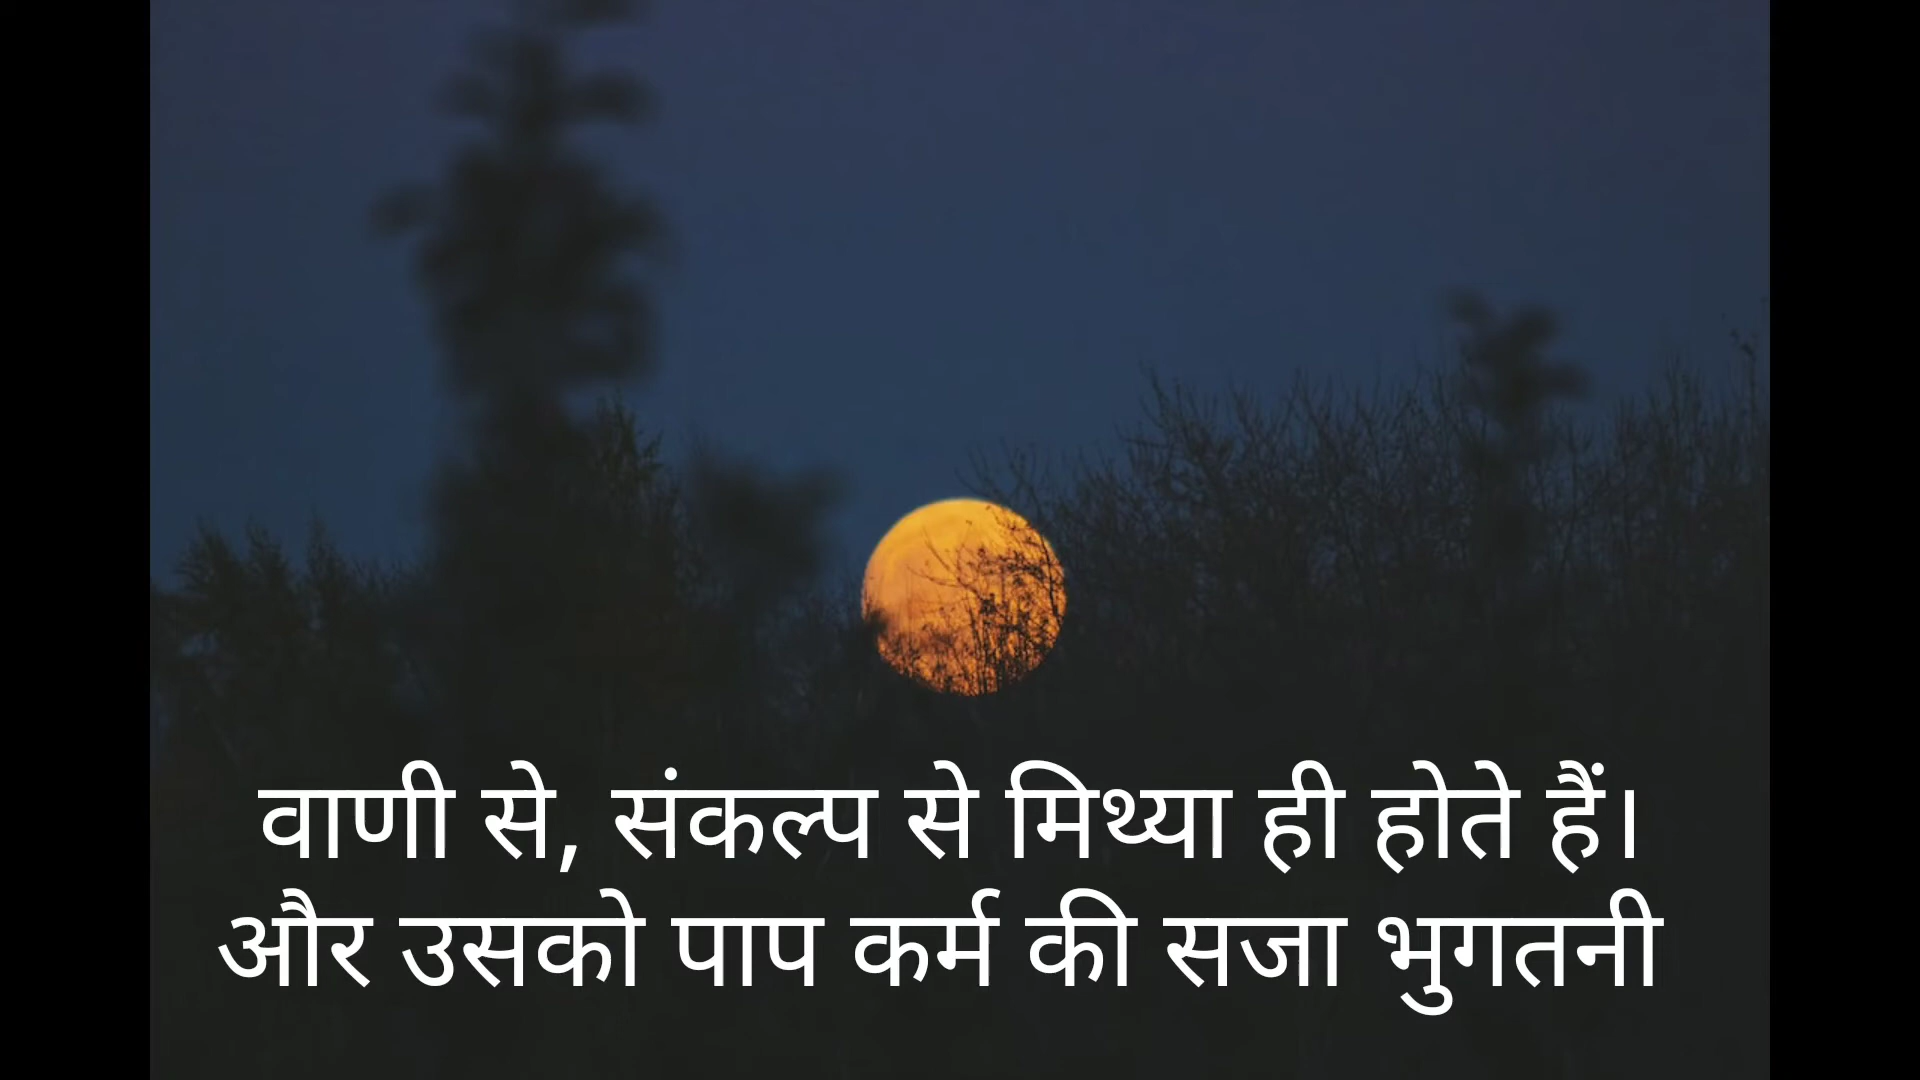 वाणी से, संकल्प से मिथ्या ही होते हैं।
और उसको पाप कर्म की सजा भुगतनी